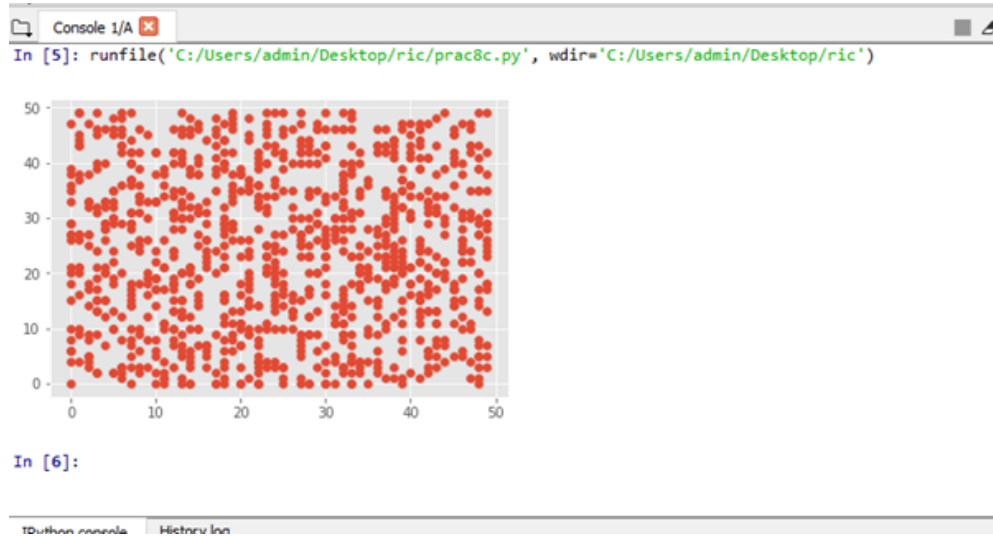 Console 1/A
In [5]: runfile('C:/Users/admin/Desktop/ric/prac8c.py', wdir='C:/Users/admin/Desktop/ric')
50
40
30
20
10
0
0 10 20 30 40 50
In [6]:
IPython console History log